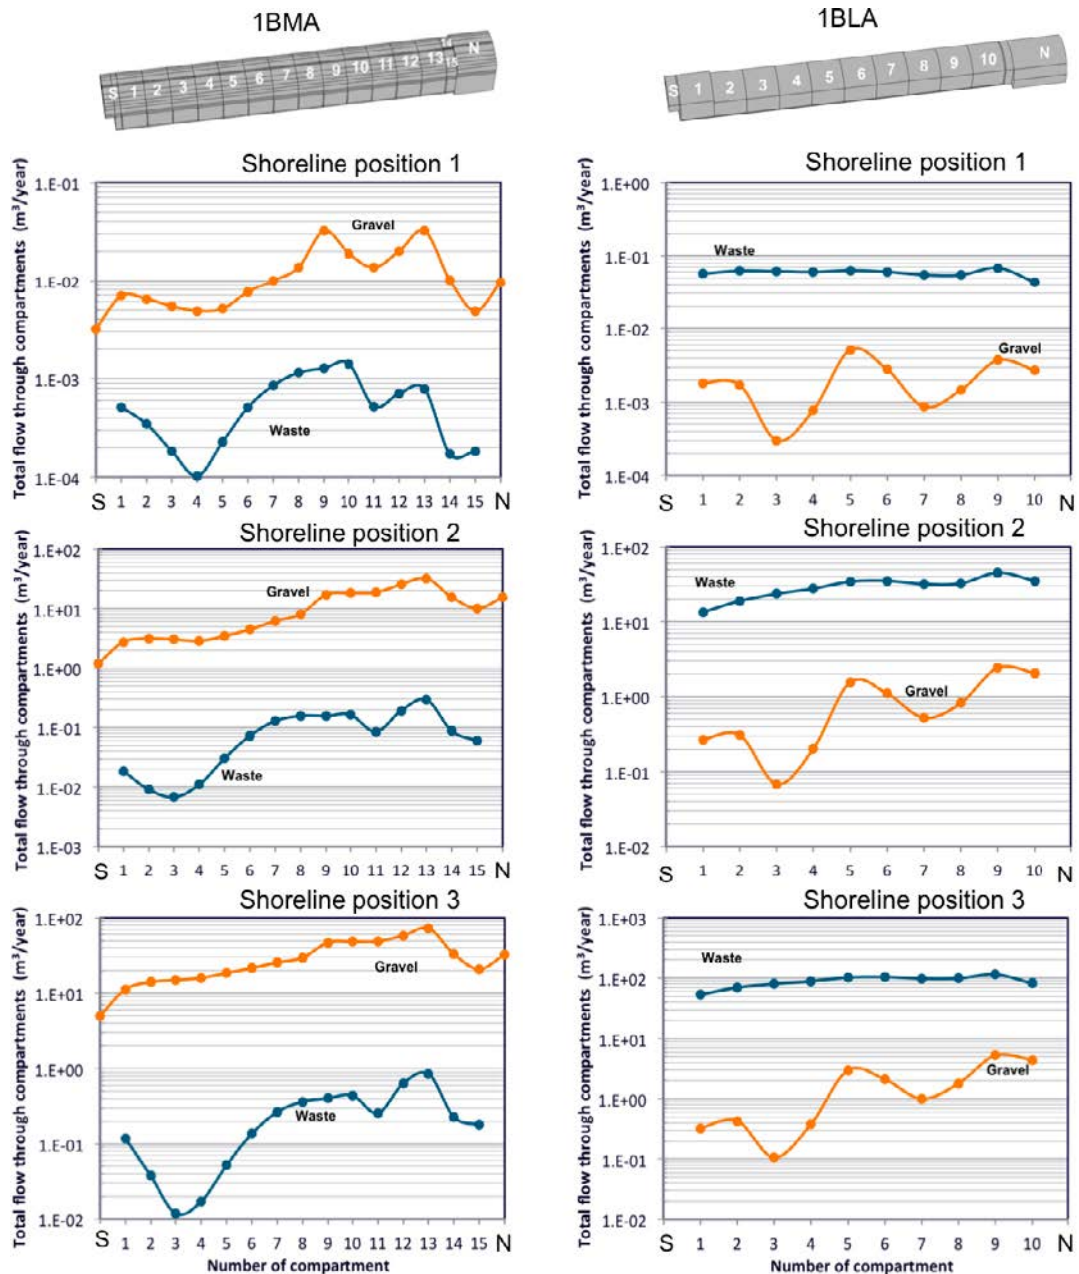 1BMA
S 1 2 3 4 5 6 7 8 9 10 11 12 13 14 15 N
Shoreline position 1
Total flow through compartments (m³/year)
1.E-01
1.E-02
1.E-03
1.E-04
Gravel
Waste
S 1 2 3 4 5 6 7 8 9 10 11 12 13 14 15 N
Shoreline position 2
Total flow through compartments (m³/year)
1.E+02
1.E+01
1.E+00
1.E-01
1.E-02
1.E-03
Gravel
Waste
S 1 2 3 4 5 6 7 8 9 10 11 12 13 14 15 N
Shoreline position 3
Total flow through compartments (m³/year)
1.E+02
1.E+01
1.E+00
1.E-01
1.E-02
Gravel
Waste
S 1 2 3 4 5 6 7 8 9 10 11 12 13 14 15 N
Number of compartment
1BLA
S 1 2 3 4 5 6 7 8 9 10 N
Shoreline position 1
Total flow through compartments (m³/year)
1.E+00
1.E-01
1.E-02
1.E-03
1.E-04
Waste
Gravel
S 1 2 3 4 5 6 7 8 9 10 N
Shoreline position 2
Total flow through compartments (m³/year)
1.E+02
1.E+01
1.E+00
1.E-01
1.E-02
Waste
Gravel
S 1 2 3 4 5 6 7 8 9 10 N
Shoreline position 3
Total flow through compartments (m³/year)
1.E+03
1.E+02
1.E+01
1.E+00
1.E-01
1.E-02
Waste
Gravel
S 1 2 3 4 5 6 7 8 9 10 N
Number of compartment